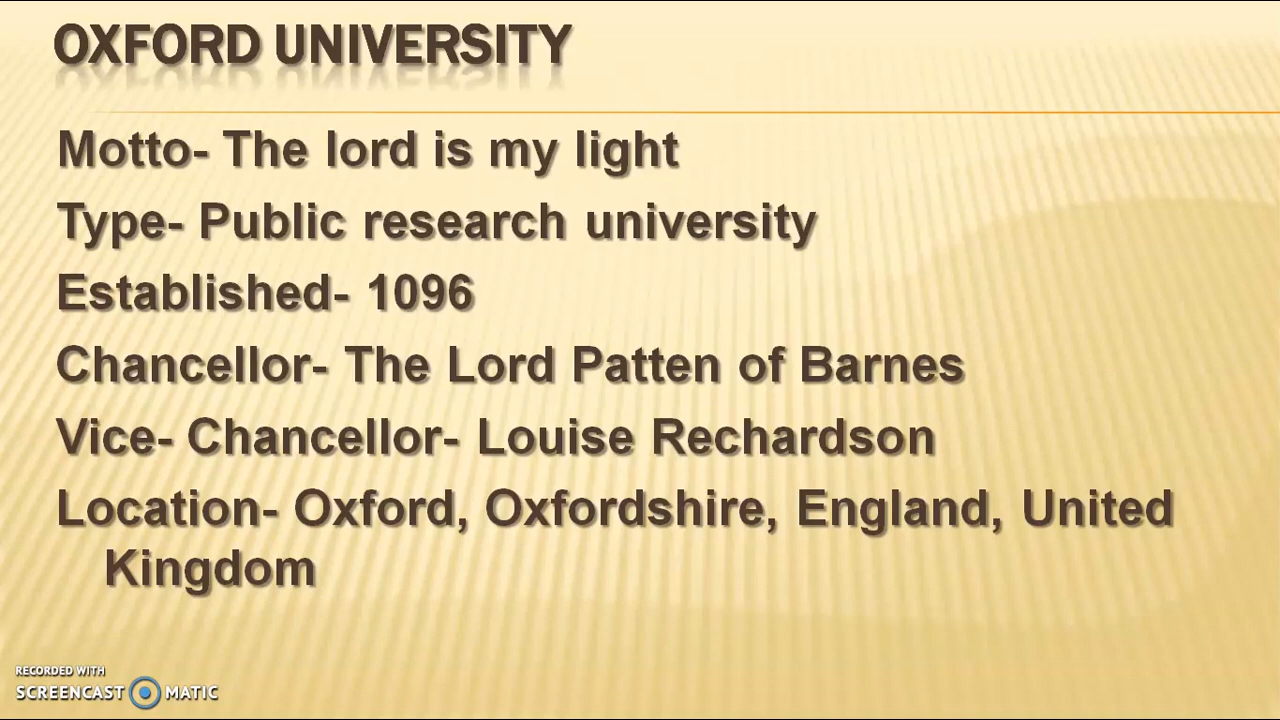 OXFORD UNIVERSITY
Motto- The lord is my light
Type- Public research university
Established- 1096
Chancellor- The Lord Patten of Barnes
Vice- Chancellor- Louise Rechardson
Location- Oxford, Oxfordshire, England, United
Kingdom
RECORDED WITH
SCREENCAST MATIC